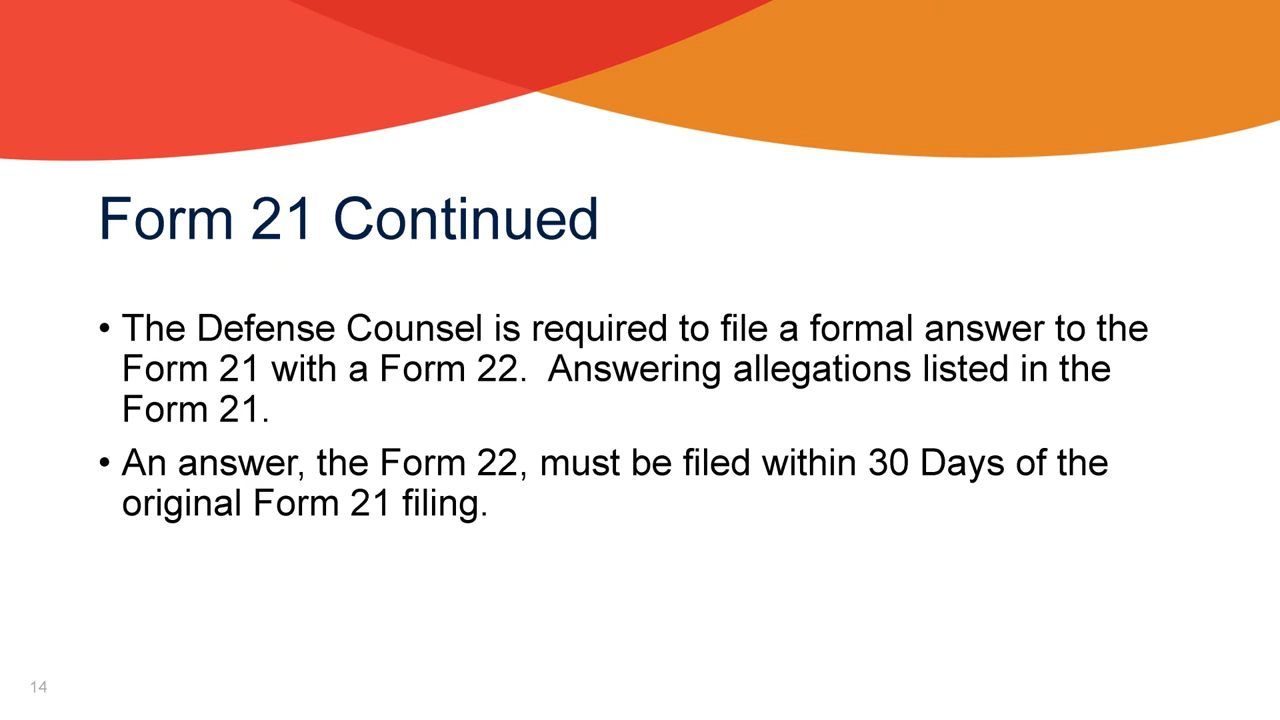 Form 21 Continued
• The Defense Counsel is required to file a formal answer to the
Form 21 with a Form 22.  Answering allegations listed in the
Form 21.
• An answer, the Form 22, must be filed within 30 Days of the
original Form 21 filing.
14